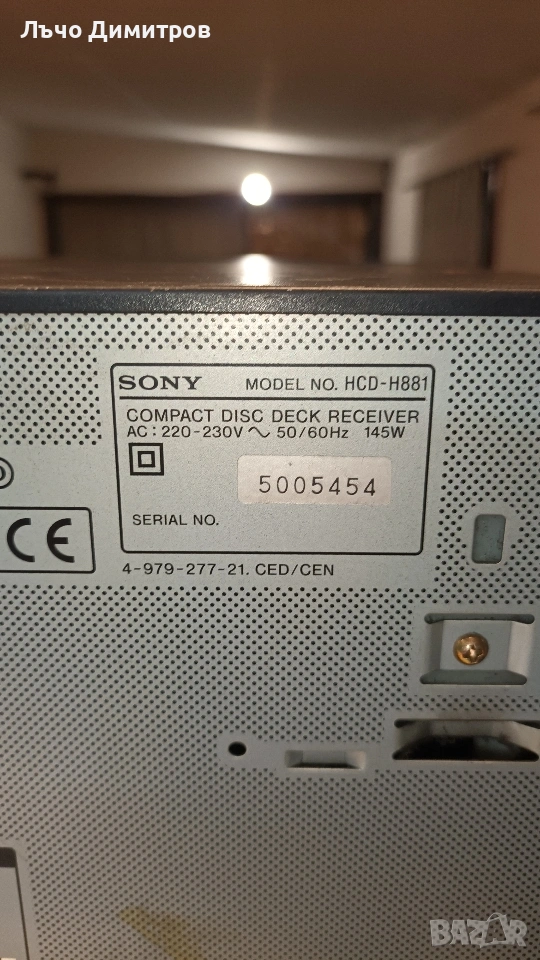 Лъчо Димитров
SONY MODEL NO. HCD-H881
COMPACT DISC DECK RECEIVER
AC: 220-230V ~ 50/60Hz 145W
5005454
SERIAL NO.
CE
4-979-277-21. CED/CEN
BAZAR